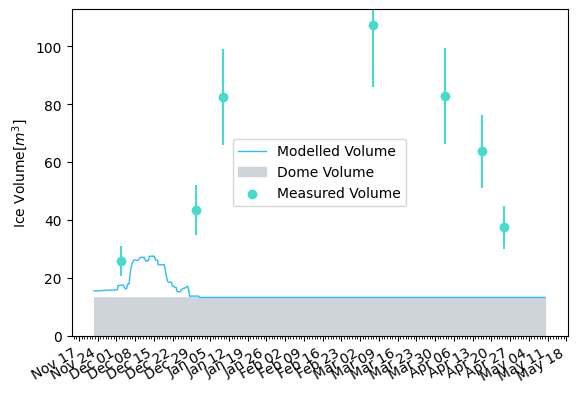 100
80
60
40
20
0
Ice Volume[m³]
Modelled Volume
Dome Volume
Measured Volume
Nov 17
Nov 24
Dec 01
Dec 08
Dec 15
Dec 22
Dec 29
Jan 05
Jan 12
Jan 19
Jan 26
Feb 02
Feb 09
Feb 16
Feb 23
Mar 02
Mar 09
Mar 16
Mar 23
Mar 30
Apr 06
Apr 13
Apr 20
Apr 27
May 04
May 11
May 18